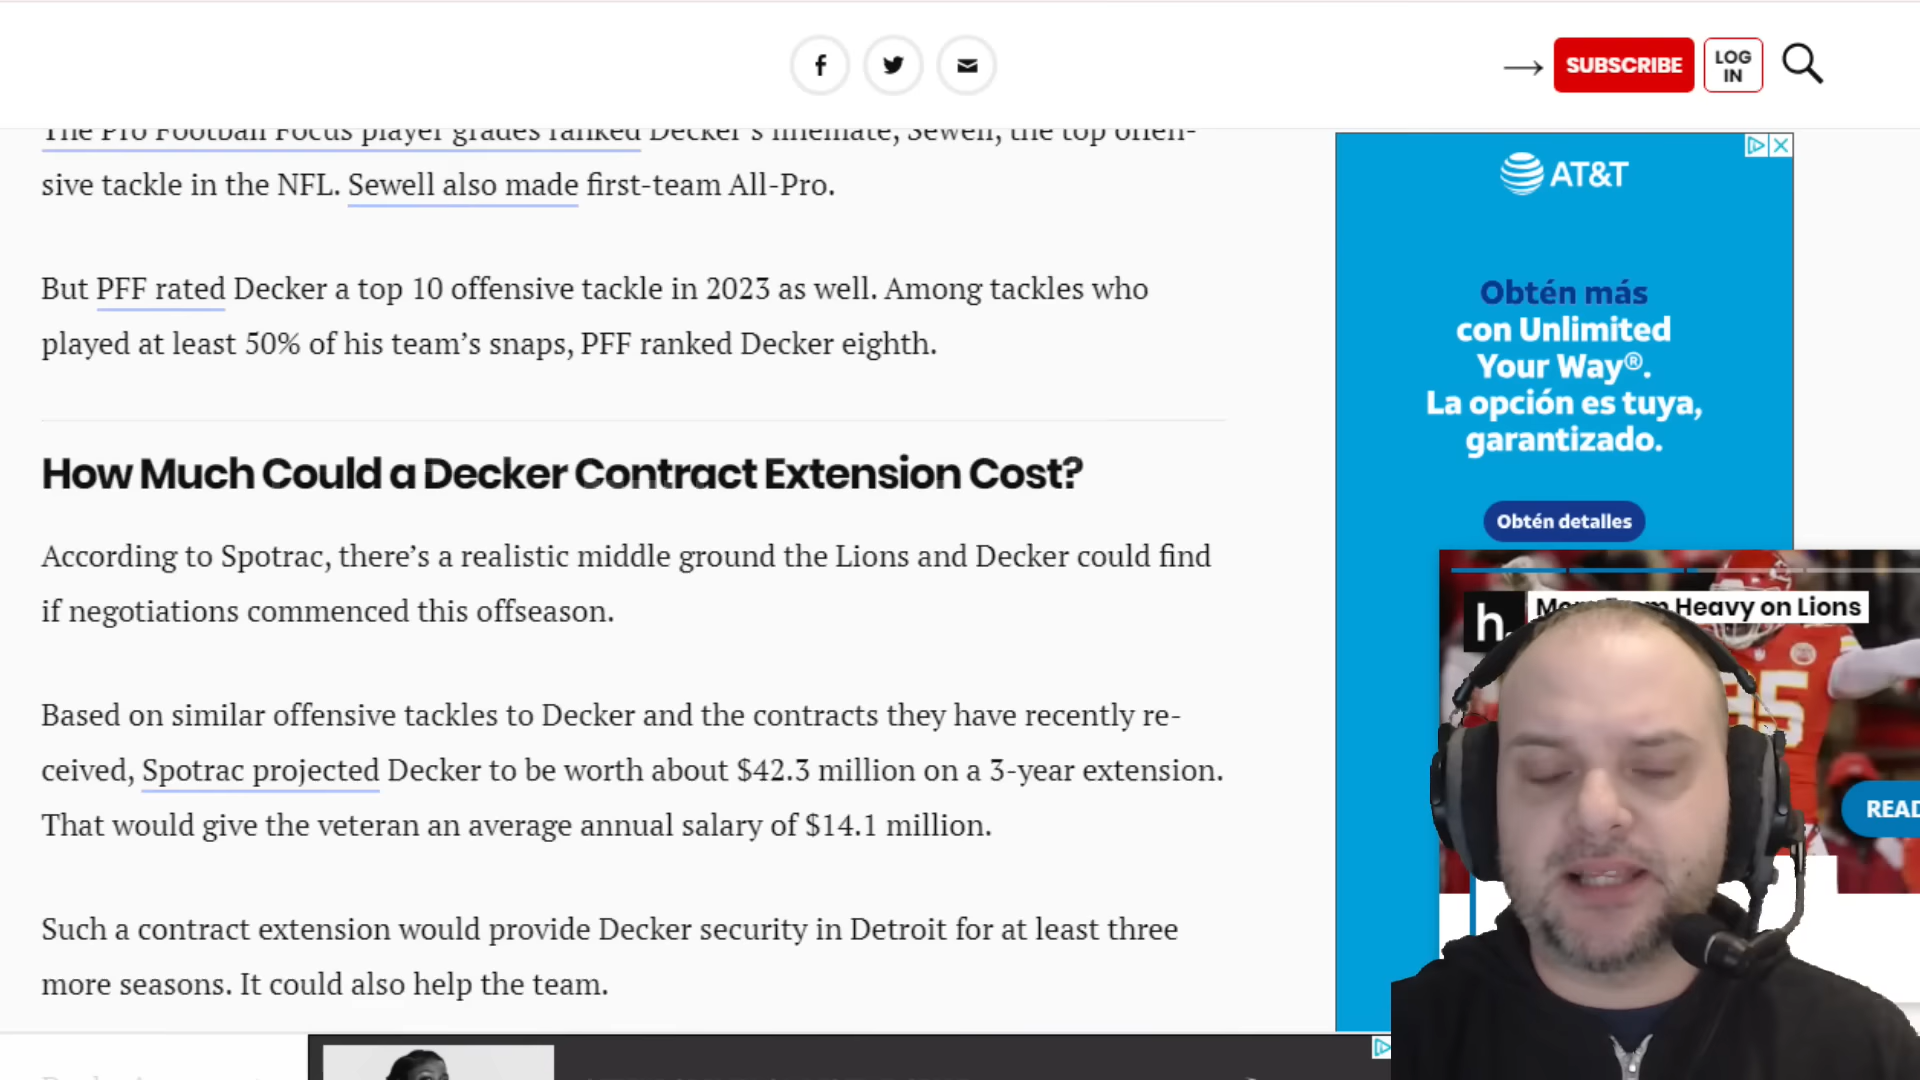 SUBSCRIBE
LOG
IN
The Pro Football Focus player grades ranked Decker's linemate, Sewell, the top offen-
sive tackle in the NFL. Sewell also made first-team All-Pro.
But PFF rated Decker a top 10 offensive tackle in 2023 as well. Among tackles who
played at least 50% of his team's snaps, PFF ranked Decker eighth.
How Much Could a Decker Contract Extension Cost?
According to Spotrac, there's a realistic middle ground the Lions and Decker could find
if negotiations commenced this offseason.
Based on similar offensive tackles to Decker and the contracts they have recently re-
ceived, Spotrac projected Decker to be worth about $42.3 million on a 3-year extension.
That would give the veteran an average annual salary of $14.1 million.
Such a contract extension would provide Decker security in Detroit for at least three
more seasons. It could also help the team.
AT&T
Obtén más
con Unlimited
Your Way®.
La opción es tuya,
garantizado.
Obtén detalles
h.
More From Heavy on Lions
READ